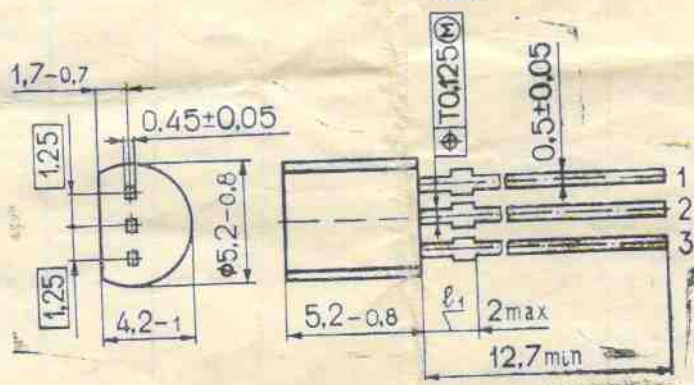 1,7-0,7
0.45±0.05
⌖ T0,125 Ⓜ
0,5±0,05
1,25
1,25
ϕ5,2-0,8
1
2
3
4,2-1
5,2-0,8
ℓ1
2max
12,7min